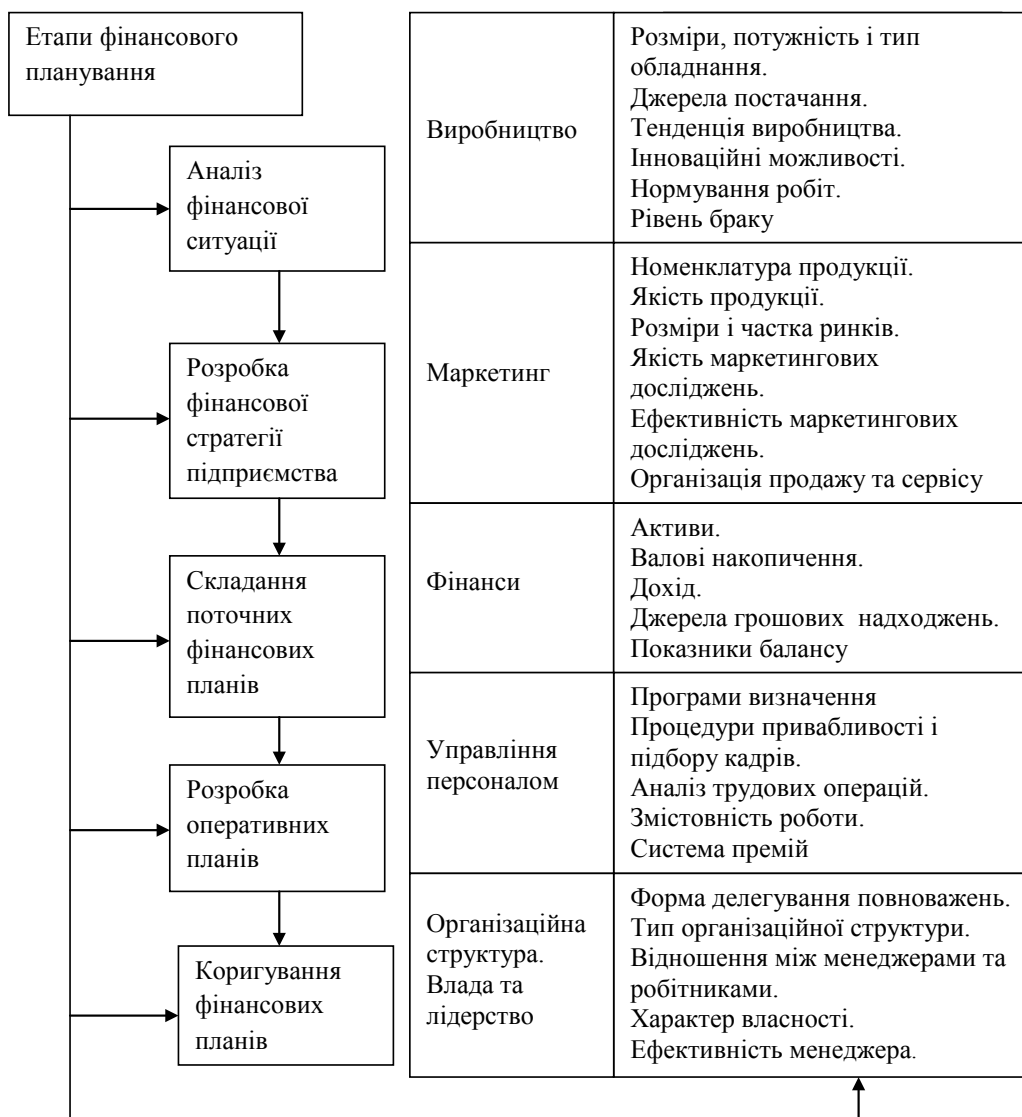 Етапи фінансового
планування
Аналіз
фінансової
ситуації
Розробка
фінансової
стратегії
підприємства
Складання
поточних
фінансових
планів
Розробка
оперативних
планів
Коригування
фінансових
планів
Виробництво
Розміри, потужність і тип
обладнання.
Джерела постачання.
Тенденція виробництва.
Інноваційні можливості.
Нормування робіт.
Рівень браку
Маркетинг
Номенклатура продукції.
Якість продукції.
Розміри і частка ринків.
Якість маркетингових
досліджень.
Ефективність маркетингових
досліджень.
Організація продажу та сервісу
Фінанси
Активи.
Валові накопичення.
Дохід.
Джерела грошових надходжень.
Показники балансу
Управління
персоналом
Програми визначення
Процедури привабливості і
підбору кадрів.
Аналіз трудових операцій.
Змістовність роботи.
Система премій
Організаційна
структура.
Влада та
лідерство
Форма делегування повноважень.
Тип організаційної структури.
Відношення між менеджерами та
робітниками.
Характер власності.
Ефективність менеджера.